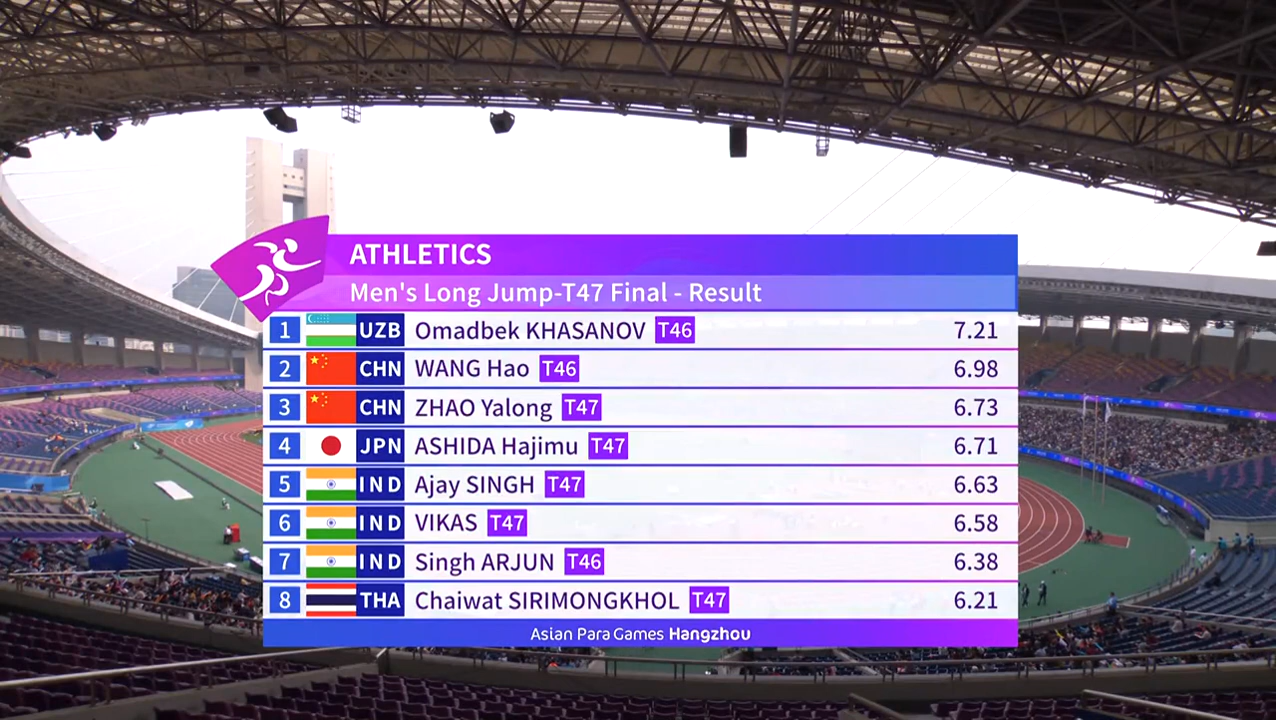 ATHLETICS
Men's Long Jump-T47 Final - Result
1 UZB Omadbek KHASANOV T46 7.21
2 CHN WANG Hao T46 6.98
3 CHN ZHAO Yalong T47 6.73
4 JPN ASHIDA Hajimu T47 6.71
5 IND Ajay SINGH T47 6.63
6 IND VIKAS T47 6.58
7 IND Singh ARJUN T46 6.38
8 THA Chaiwat SIRIMONGKHOL T47 6.21
Asian Para Games Hangzhou